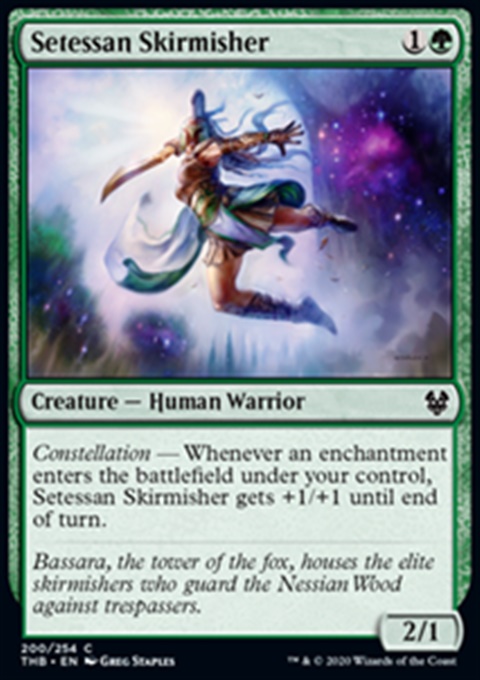 Setessan Skirmisher 1
Creature — Human Warrior
Constellation — Whenever an enchantment
enters the battlefield under your control,
Setessan Skirmisher gets +1/+1 until end
of turn.
Bassara, the tower of the fox, houses the elite
skirmishers who guard the Nessian Wood
against trespassers.
2/1
200/254 C
THB • EN Greg Staples
™ & © 2020 Wizards of the Coast